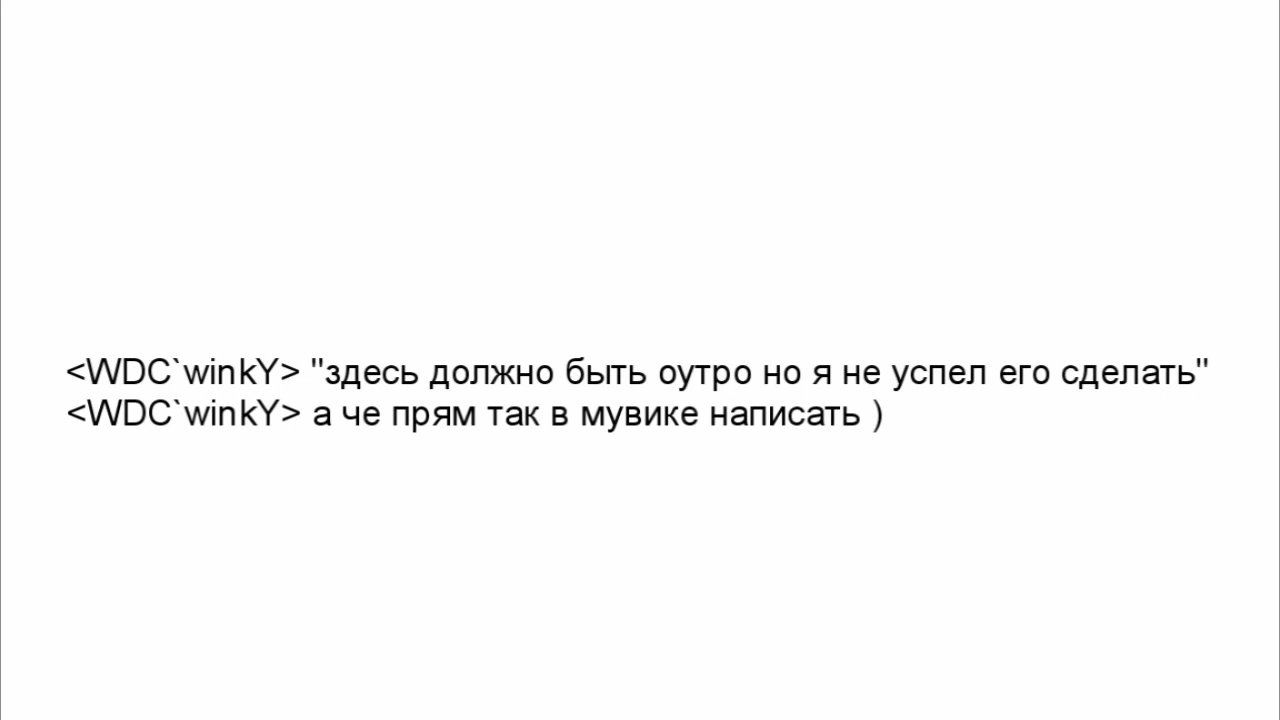 <WDC`winkY> "здесь должно быть оутро но я не успел его сделать"
<WDC`winkY> а че прям так в мувике написать )